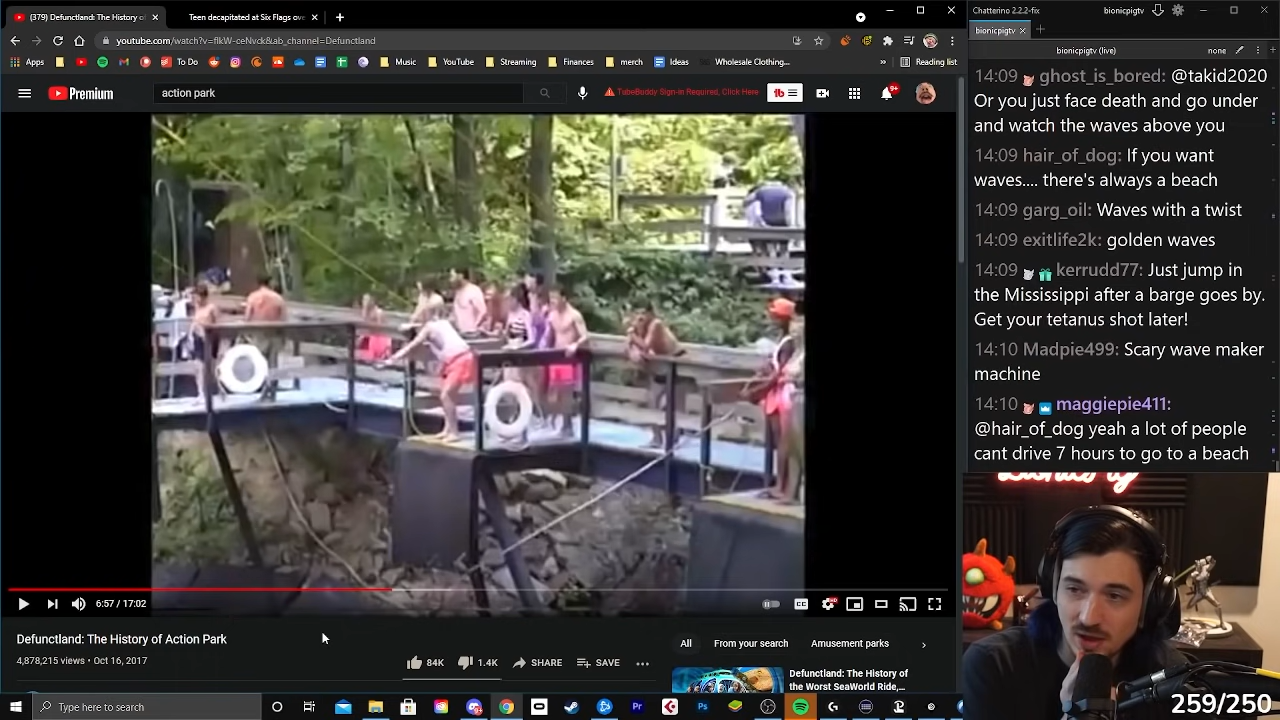 (379) Defunctland: The History of
Teen decapitated at Six Flags ove
youtube.com/watch?v=flkW-ceNvck&ab_channel=Defunctland
Apps
To Do
Music
YouTube
Streaming
Finances
merch
Ideas
Wholesale Clothing...
Reading list
Premium
action park
TubeBuddy Sign-in Required, Click Here
tb
9+
6:57 / 17:02
CC
HD
Defunctland: The History of Action Park
4,878,215 views • Oct 16, 2017
84K
1.4K
SHARE
SAVE
All
From your search
Amusement parks
Defunctland: The History of
the Worst SeaWorld Ride,...
Type here to search
Chatterino 2.2.2-fix
bionicpigtv
bionicpigtv
bionicpigtv (live)
none
14:09 ghost_is_bored: @takid2020
Or you just face death and go under
and watch the waves above you
14:09 hair_of_dog: If you want
waves.... there's always a beach
14:09 garg_oil: Waves with a twist
14:09 exitlife2k: golden waves
14:09 kerrudd77: Just jump in
the Mississippi after a barge goes by.
Get your tetanus shot later!
14:10 Madpie499: Scary wave maker
machine
14:10 maggiepie411:
@hair_of_dog yeah a lot of people
cant drive 7 hours to go to a beach
259/250